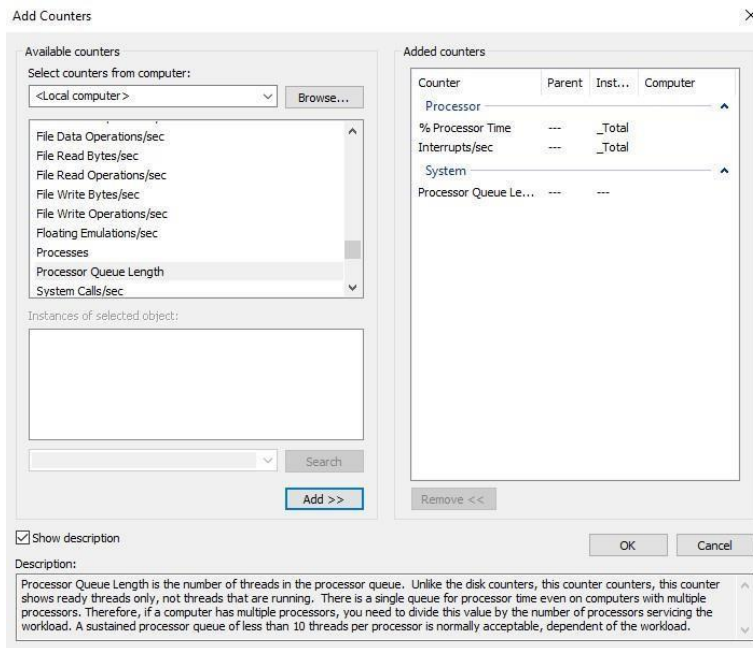 Add Counters
Available counters
Select counters from computer:
<Local computer>
Browse...
File Data Operations/sec
File Read Bytes/sec
File Read Operations/sec
File Write Bytes/sec
File Write Operations/sec
Floating Emulations/sec
Processes
Processor Queue Length
System Calls/sec
Instances of selected object:
Search
Add >>
Added counters
Counter Parent Inst... Computer
Processor
% Processor Time --- _Total
Interrupts/sec --- _Total
System
Processor Queue Le... --- ---
Remove <<
Show description
OK Cancel
Description:
Processor Queue Length is the number of threads in the processor queue. Unlike the disk counters, this counter counters, this counter
shows ready threads only, not threads that are running. There is a single queue for processor time even on computers with multiple
processors. Therefore, if a computer has multiple processors, you need to divide this value by the number of processors servicing the
workload. A sustained processor queue of less than 10 threads per processor is normally acceptable, dependent of the workload.